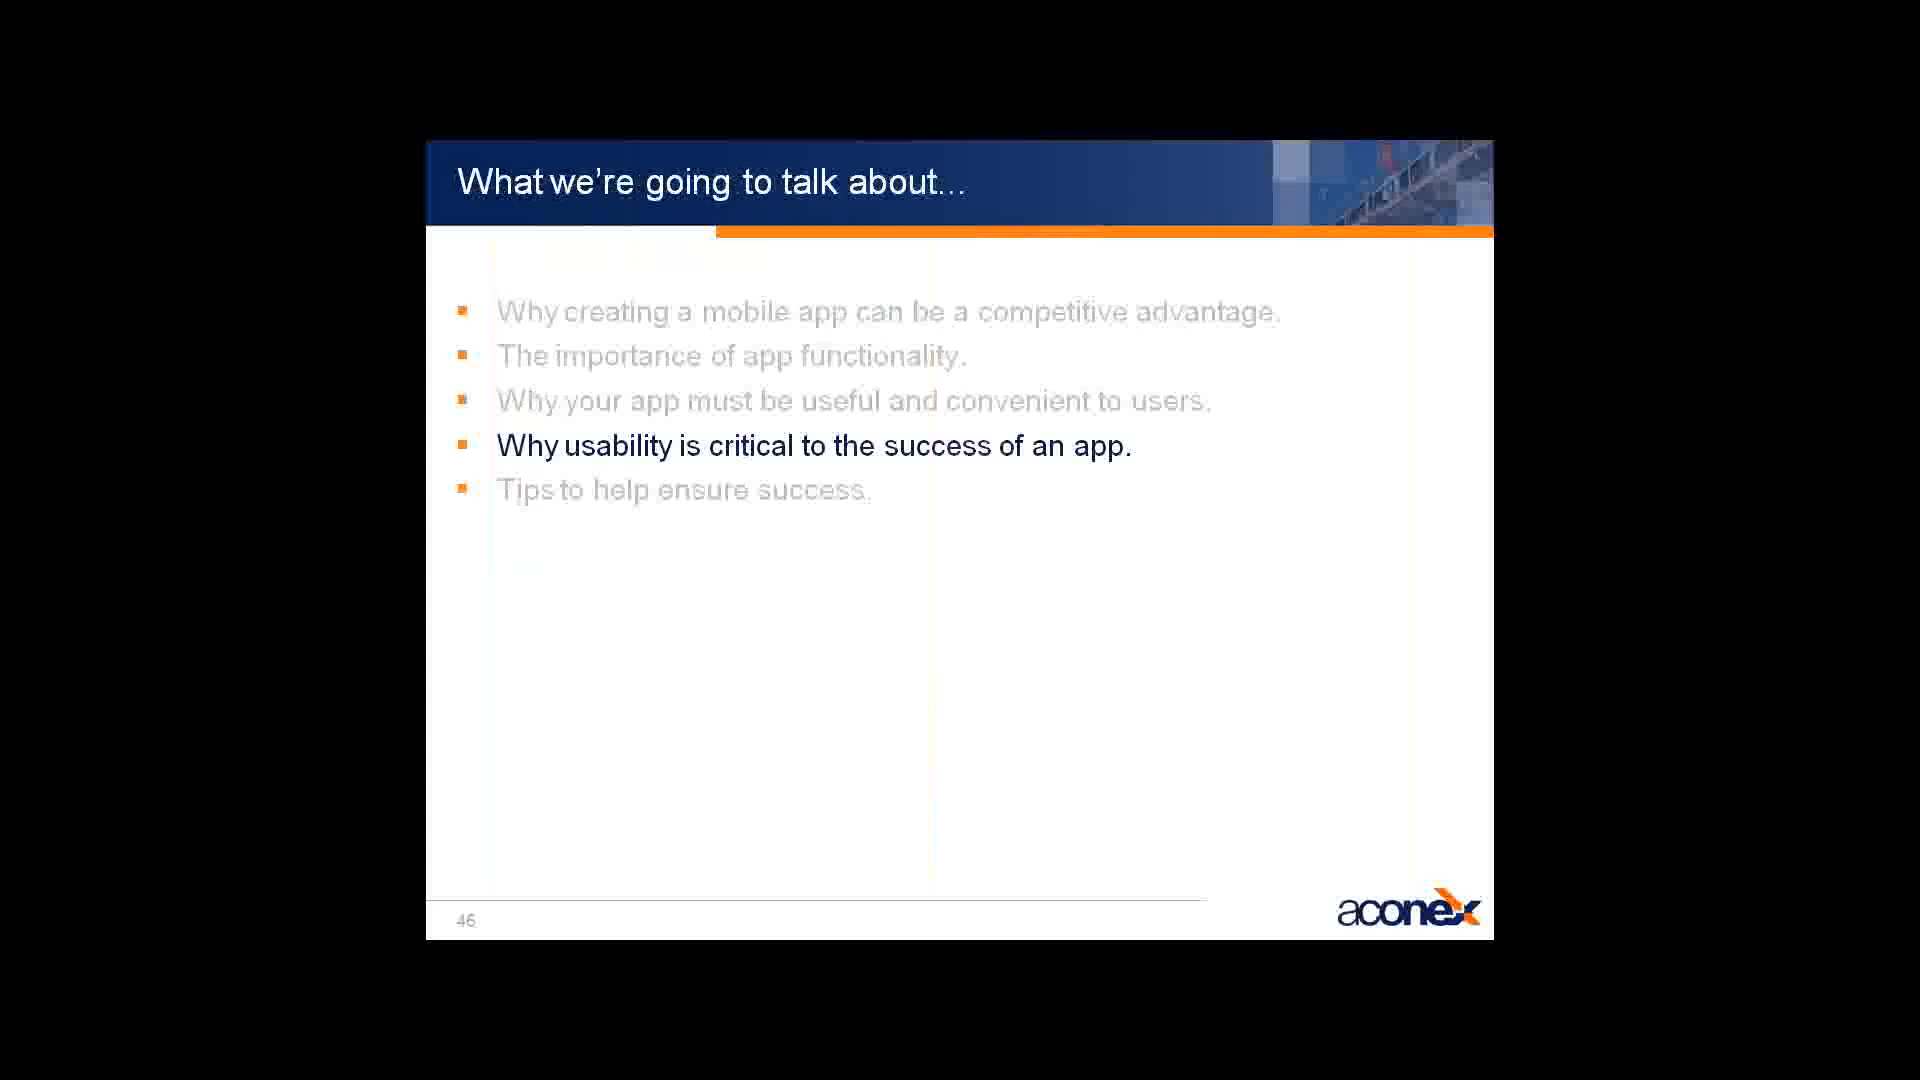 What we’re going to talk about...
Why creating a mobile app can be a competitive advantage.
The importance of app functionality.
Why your app must be useful and convenient to users.
Why usability is critical to the success of an app.
Tips to help ensure success.
46
aconex